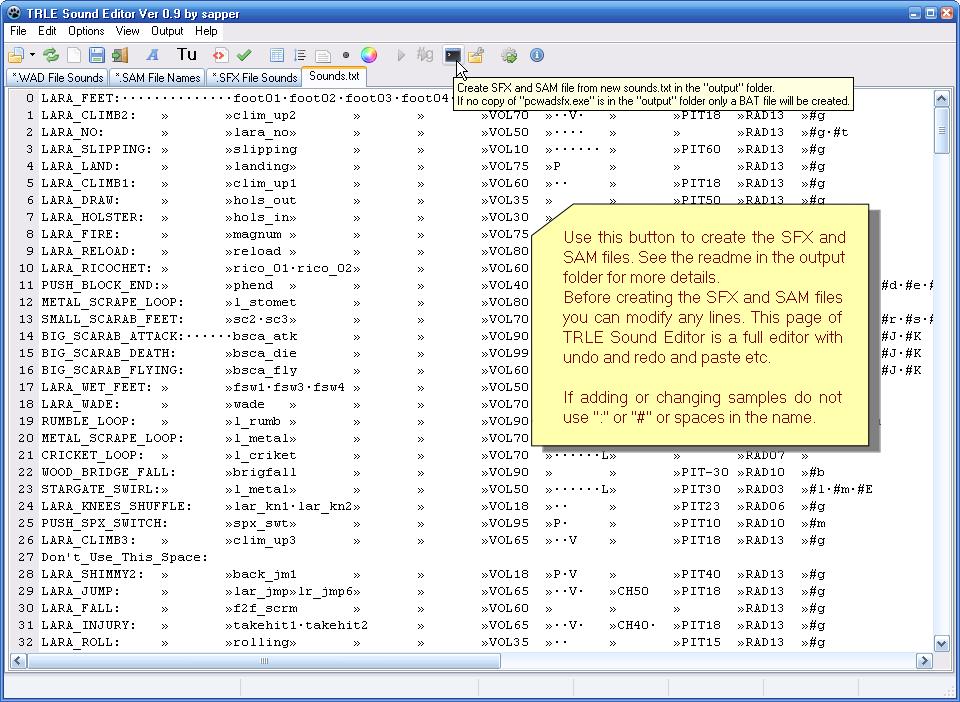 TRLE Sound Editor Ver 0.9 by sapper
File Edit Options View Output Help
A Tu #g
*.WAD File Sounds *.SAM File Names *.SFX File Sounds Sounds.txt
Create SFX and SAM file from new sounds.txt in the "output" folder.
If no copy of "pcwadsfx.exe" is in the "output" folder only a BAT file will be created.
0 LARA_FEET:··············foot01·foot02·foot03·foot04·
1 LARA_CLIMB2: » »clim_up2 » » »VOL75 »··V· » »PIT18 »RAD13 »#g
2 LARA_NO: » »lara_no» » » »VOL50 »···· » » »RAD13 »#g·#t
3 LARA_SLIPPING: » »slipping » » »VOL10 »······ » »PIT60 »RAD13 »#g
4 LARA_LAND: » »landing» » » »VOL75 »P » » »RAD13 »#g
5 LARA_CLIMB1: » »clim_up1 » » »VOL60 »·· » »PIT18 »RAD13 »#g
6 LARA_DRAW: » »hols_out » » »VOL35 » » »PIT50 »RAD13 »#g
7 LARA_HOLSTER: » »hols_in» » » »VOL30
8 LARA_FIRE: » »magnum » » » »VOL75
9 LARA_RELOAD: » »reload » » » »VOL80
10 LARA_RICOCHET: » »rico_01·rico_02» » »VOL60
11 PUSH_BLOCK_END:» »phend » » » »VOL40 #d·#e·#
12 METAL_SCRAPE_LOOP: »l_stomet » » »VOL80
13 SMALL_SCARAB_FEET: »sc2·sc3» » » »VOL70 #r·#s·#
14 BIG_SCARAB_ATTACK:······»bsca_atk » » »VOL90 #J·#K
15 BIG_SCARAB_DEATH: »bsca_die » » »VOL99 #J·#K
16 BIG_SCARAB_FLYING: »bsca_fly » » »VOL60 #J·#K
17 LARA_WET_FEET: » »fsw1·fsw3·fsw4 » » »VOL50
18 LARA_WADE: » »wade » » » »VOL70
19 RUMBLE_LOOP: » »l_rumb » » » »VOL90
20 METAL_SCRAPE_LOOP: »l_metal» » » »VOL70
21 CRICKET_LOOP: » »l_criket » » »VOL70 »······L» » »RAD07 »
22 WOOD_BRIDGE_FALL: »brigfall » » »VOL90 » » »PIT-30 »RAD10 »#b
23 STARGATE_SWIRL:» »l_metal» » » »VOL50 »······L» »PIT30 »RAD03 »#l·#m·#E
24 LARA_KNEES_SHUFFLE: »lar_kn1·lar_kn2» » »VOL18 »·· » »PIT23 »RAD06 »#g
25 PUSH_SPX_SWITCH: »spx_swt» » » »VOL95 »P· » »PIT10 »RAD10 »#m
26 LARA_CLIMB3: » »clim_up3 » » »VOL65 »··V » »PIT18 »RAD13 »#g
27 Don't_Use_This_Space:
28 LARA_SHIMMY2: » »back_jm1 » » »VOL18 »P·V » »PIT40 »RAD13 »#g
29 LARA_JUMP: » »lar_jmp»lr_jmp6» » »VOL65 »··V· »CH50 »PIT18 »RAD13 »#g
30 LARA_FALL: » »f2f_scrm » » »VOL60 » » » »RAD13 »#g
31 LARA_INJURY: » »takehit1·takehit2 » »VOL65 »··V· »CH40· »PIT18 »RAD13 »#g
32 LARA_ROLL: » »rolling» » » »VOL35 »·· » »PIT15 »RAD13 »#g
Use this button to create the SFX and
SAM files. See the readme in the output
folder for more details.
Before creating the SFX and SAM files
you can modify any lines. This page of
TRLE Sound Editor is a full editor with
undo and redo and paste etc.
If adding or changing samples do not
use ":" or "#" or spaces in the name.